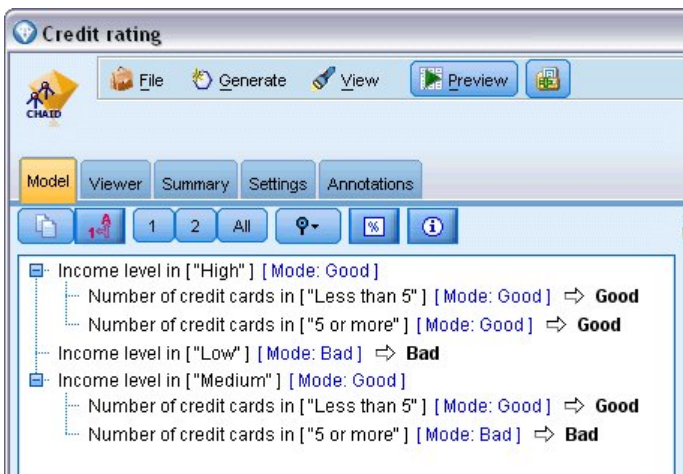 Credit rating
CHAID
File Generate View Preview
Model Viewer Summary Settings Annotations
1 2 All %
Income level in ["High"] [Mode: Good]
Number of credit cards in ["Less than 5"] [Mode: Good] ⇨ Good
Number of credit cards in ["5 or more"] [Mode: Good] ⇨ Good
Income level in ["Low"] [Mode: Bad] ⇨ Bad
Income level in ["Medium"] [Mode: Good]
Number of credit cards in ["Less than 5"] [Mode: Good] ⇨ Good
Number of credit cards in ["5 or more"] [Mode: Bad] ⇨ Bad